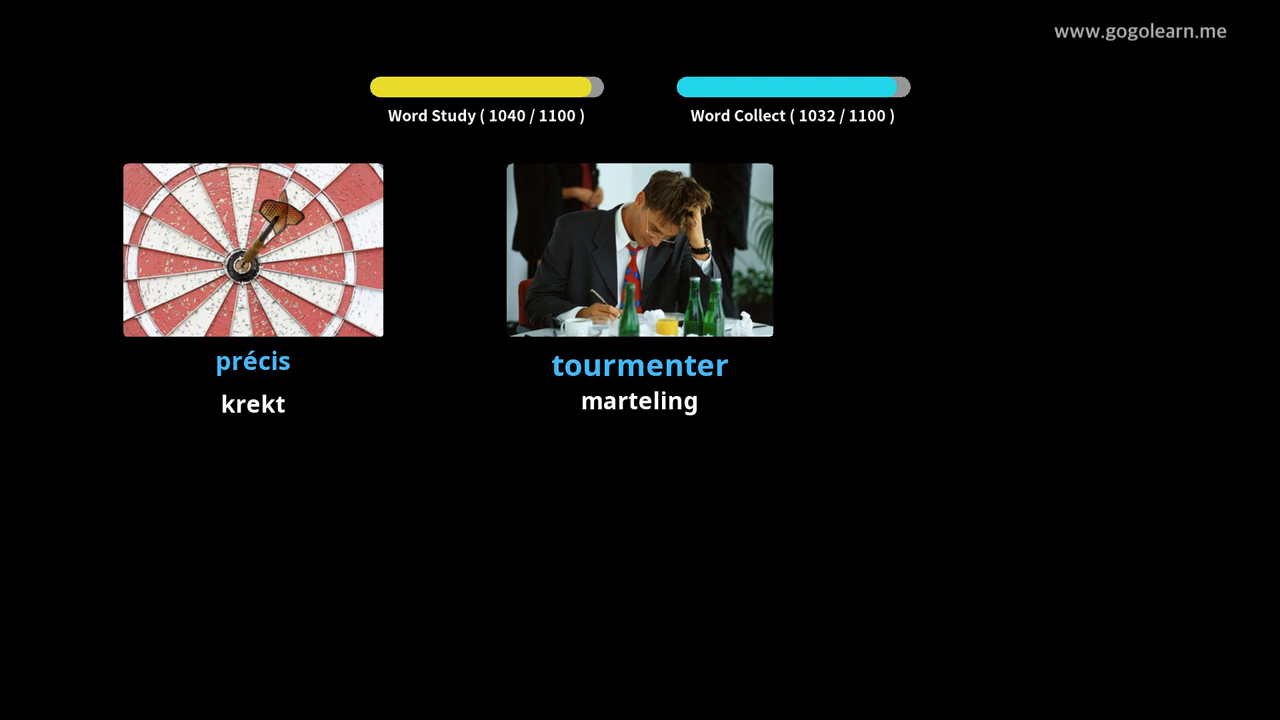 www.gogolearn.me
Word Study ( 1040 / 1100 )
Word Collect ( 1032 / 1100 )
précis
krekt
tourmenter
marteling